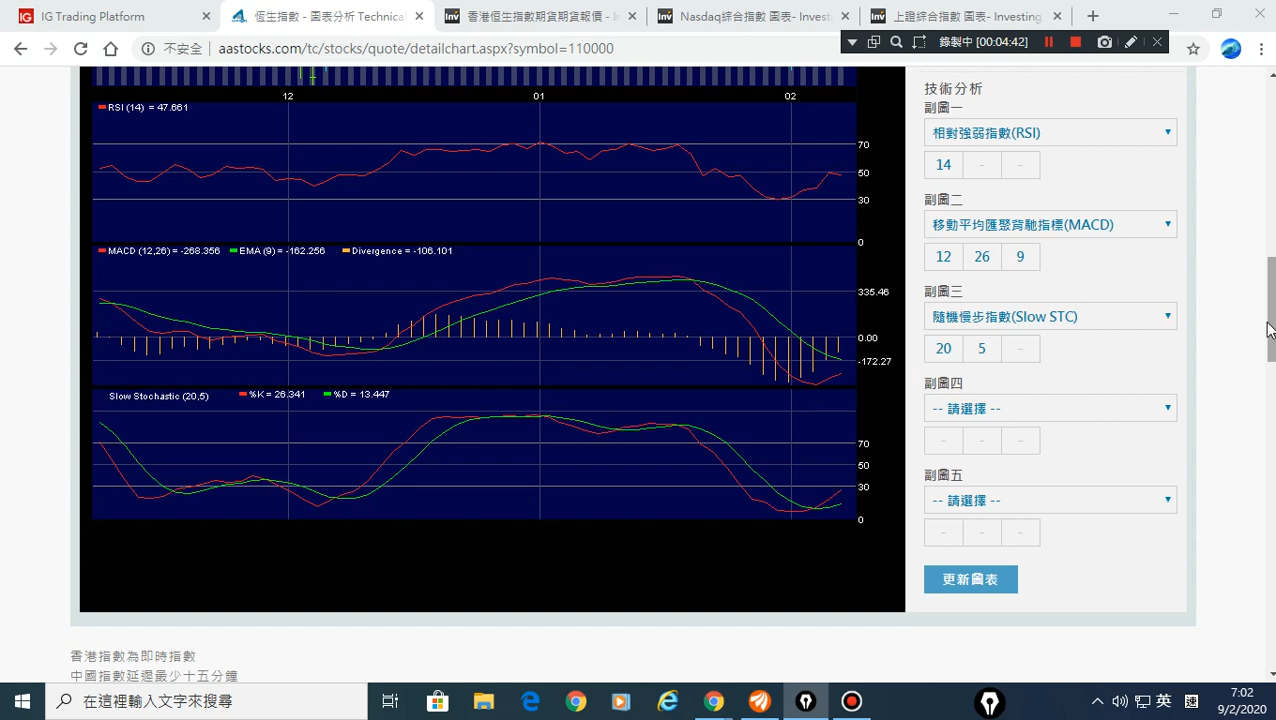 IG Trading Platform
恆生指數 - 圖表分析 Technical
香港恒生指數期貨期貨報價 - i
Nasdaq綜合指數 圖表- Invest
上證綜合指數 圖表- Investing
不安全
aastocks.com/tc/stocks/quote/detailchart.aspx?symbol=110000
錄製中 [00:04:42]
12
01
02
RSI (14) = 47.661
70
50
30
0
MACD (12,26) = -268.356
EMA (9) = -162.256
Divergence = -106.101
335.46
0.00
-172.27
Slow Stochastic (20,5)
%K = 26.341
%D = 13.447
70
50
30
0
技術分析
副圖一
相對強弱指數(RSI)
14 - -
副圖二
移動平均匯聚背馳指標(MACD)
12 26 9
副圖三
隨機慢步指數(Slow STC)
20 5 -
副圖四
-- 請選擇 --
- - -
副圖五
-- 請選擇 --
- - -
更新圖表
香港指數為即時指數
中國指數延遲最少十五分鐘
在這裡輸入文字來搜尋
英
7:02
9/2/2020